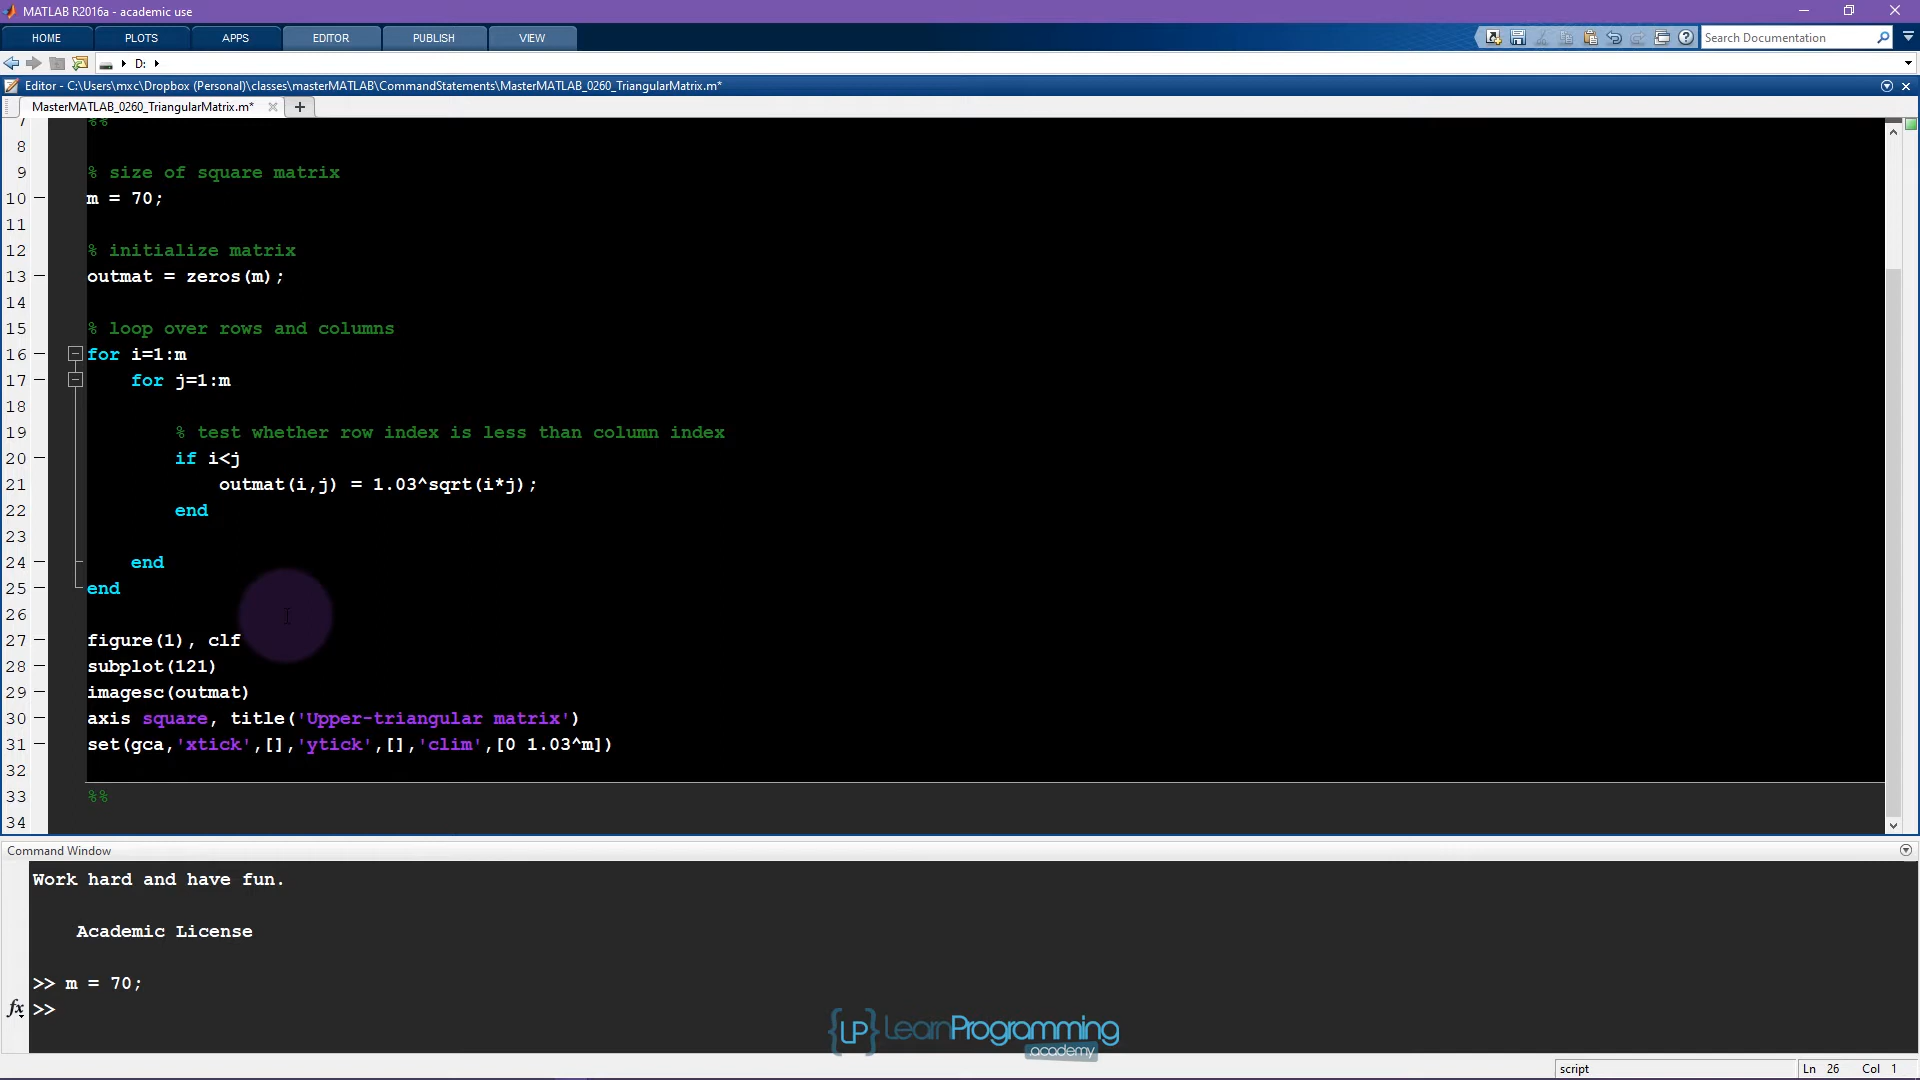 MATLAB R2016a - academic use
HOME PLOTS APPS EDITOR PUBLISH VIEW Search Documentation
D:
Editor - C:\Users\mxc\Dropbox (Personal)\classes\masterMATLAB\CommandStatements\MasterMATLAB_0260_TriangularMatrix.m*
MasterMATLAB_0260_TriangularMatrix.m* +
7 %%
8
9 % size of square matrix
10 m = 70;
11
12 % initialize matrix
13 outmat = zeros(m);
14
15 % loop over rows and columns
16 for i=1:m
17 for j=1:m
18
19 % test whether row index is less than column index
20 if i<j
21 outmat(i,j) = 1.03^sqrt(i*j);
22 end
23
24 end
25 end
26
27 figure(1), clf
28 subplot(121)
29 imagesc(outmat)
30 axis square, title('Upper-triangular matrix')
31 set(gca,'xtick',[],'ytick',[],'clim',[0 1.03^m])
32
33 %%
34
Command Window
Work hard and have fun.
Academic License
>> m = 70;
fx >>
{LP} LearnProgramming
.academy
script Ln 26 Col 1